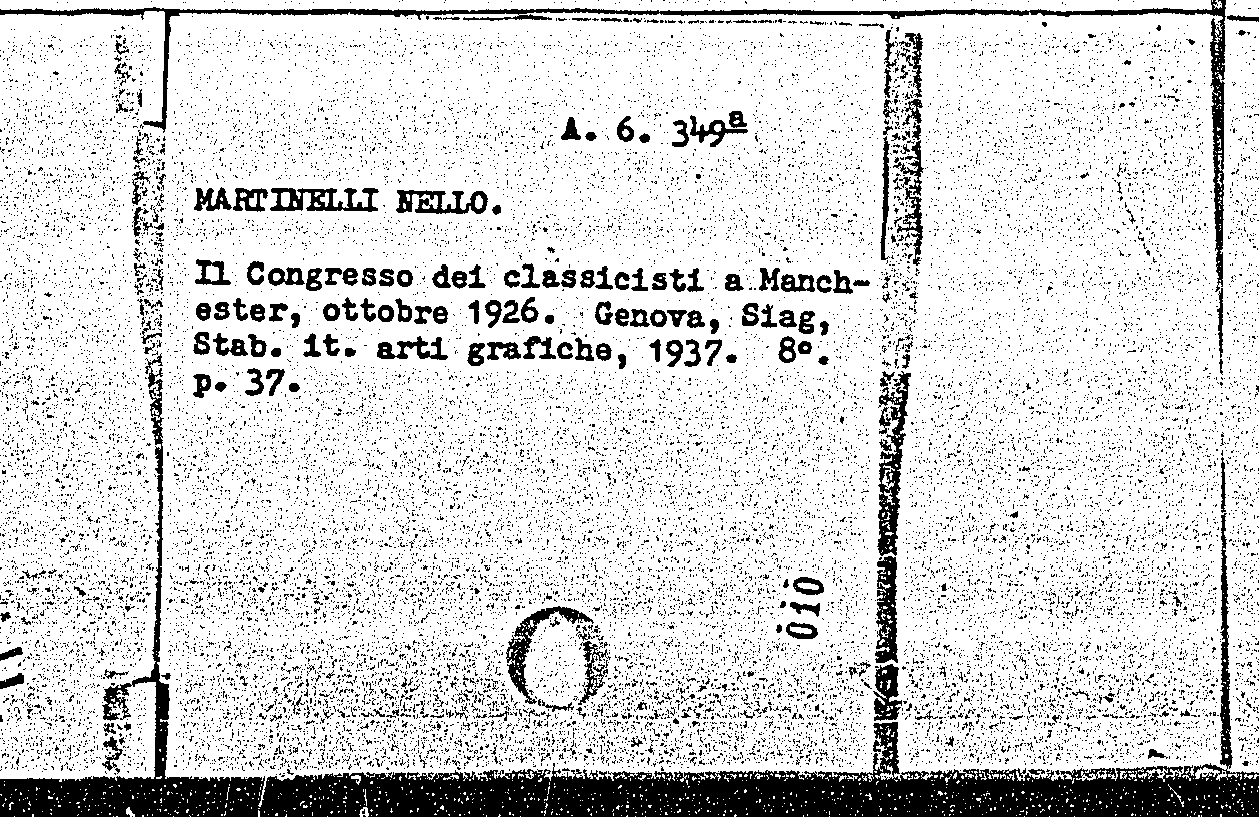 A. 6. 349ª
MARTINELLI NELLO.
Il Congresso dei classicisti a Manch-
ester, ottobre 1926. Genova, Siag,
Stab. it. arti grafiche, 1937. 8°.
p. 37.
010